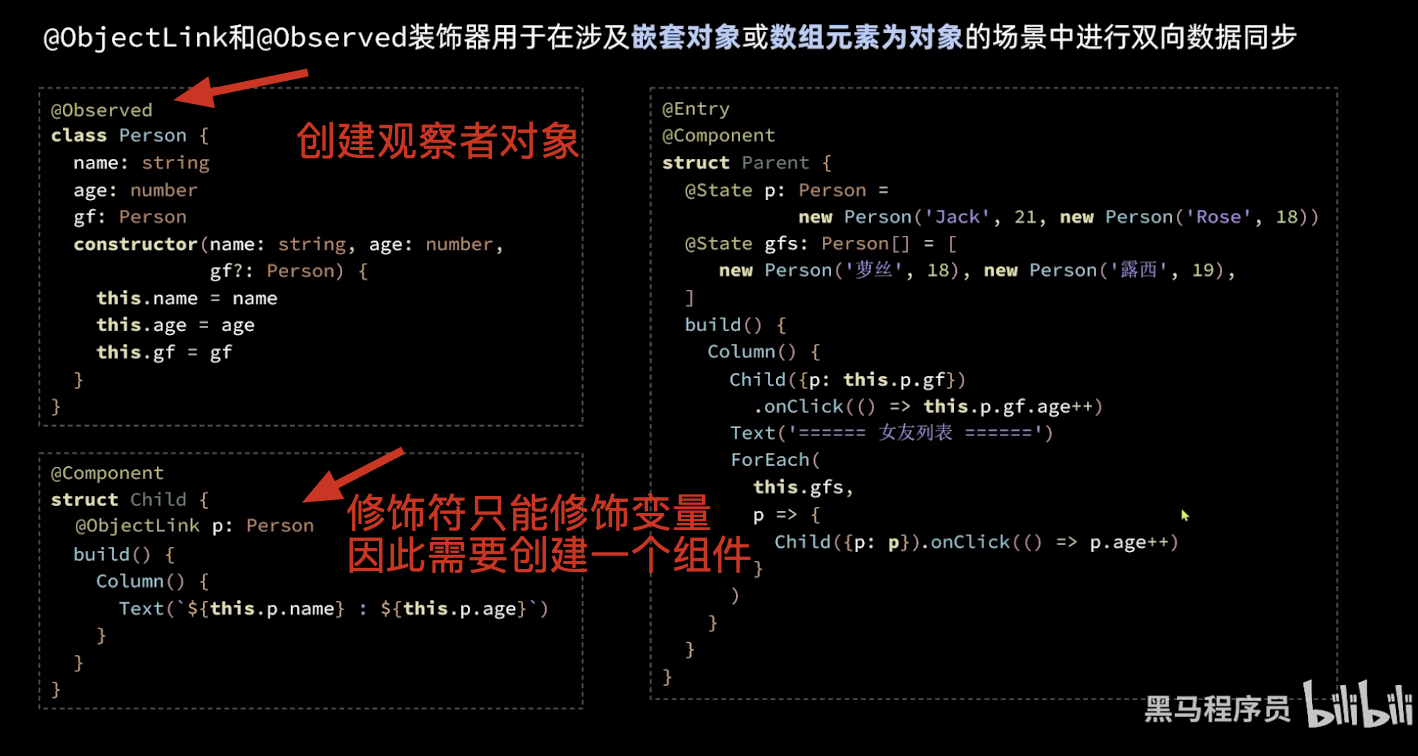 @ObjectLink和@Observed装饰器用于在涉及嵌套对象或数组元素为对象的场景中进行双向数据同步
@Observed
class Person {
name: string
age: number
gf: Person
constructor(name: string, age: number,
gf?: Person) {
this.name = name
this.age = age
this.gf = gf
}
}
创建观察者对象
@Component
struct Child {
@ObjectLink p: Person
build() {
Column() {
Text(`${this.p.name} : ${this.p.age}`)
}
}
}
修饰符只能修饰变量
因此需要创建一个组件
@Entry
@Component
struct Parent {
@State p: Person =
new Person('Jack', 21, new Person('Rose', 18))
@State gfs: Person[] = [
new Person('萝丝', 18), new Person('露西', 19),
]
build() {
Column() {
Child({p: this.p.gf})
.onClick(() => this.p.gf.age++)
Text('====== 女友列表 ======')
ForEach(
this.gfs,
p => {
Child({p: p}).onClick(() => p.age++)
}
)
}
}
}
黑马程序员 bilibili